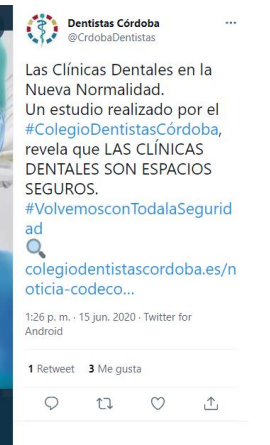 Dentistas Córdoba
@CrdobaDentistas
Las Clínicas Dentales en la
Nueva Normalidad.
Un estudio realizado por el
#ColegioDentistasCórdoba,
revela que LAS CLÍNICAS
DENTALES SON ESPACIOS
SEGUROS.
#VolvemosconTodalaSegurid
ad
colegiodentistascordoba.es/n
oticia-codeco...
1:26 p. m. · 15 jun. 2020 · Twitter for
Android
1 Retweet 3 Me gusta